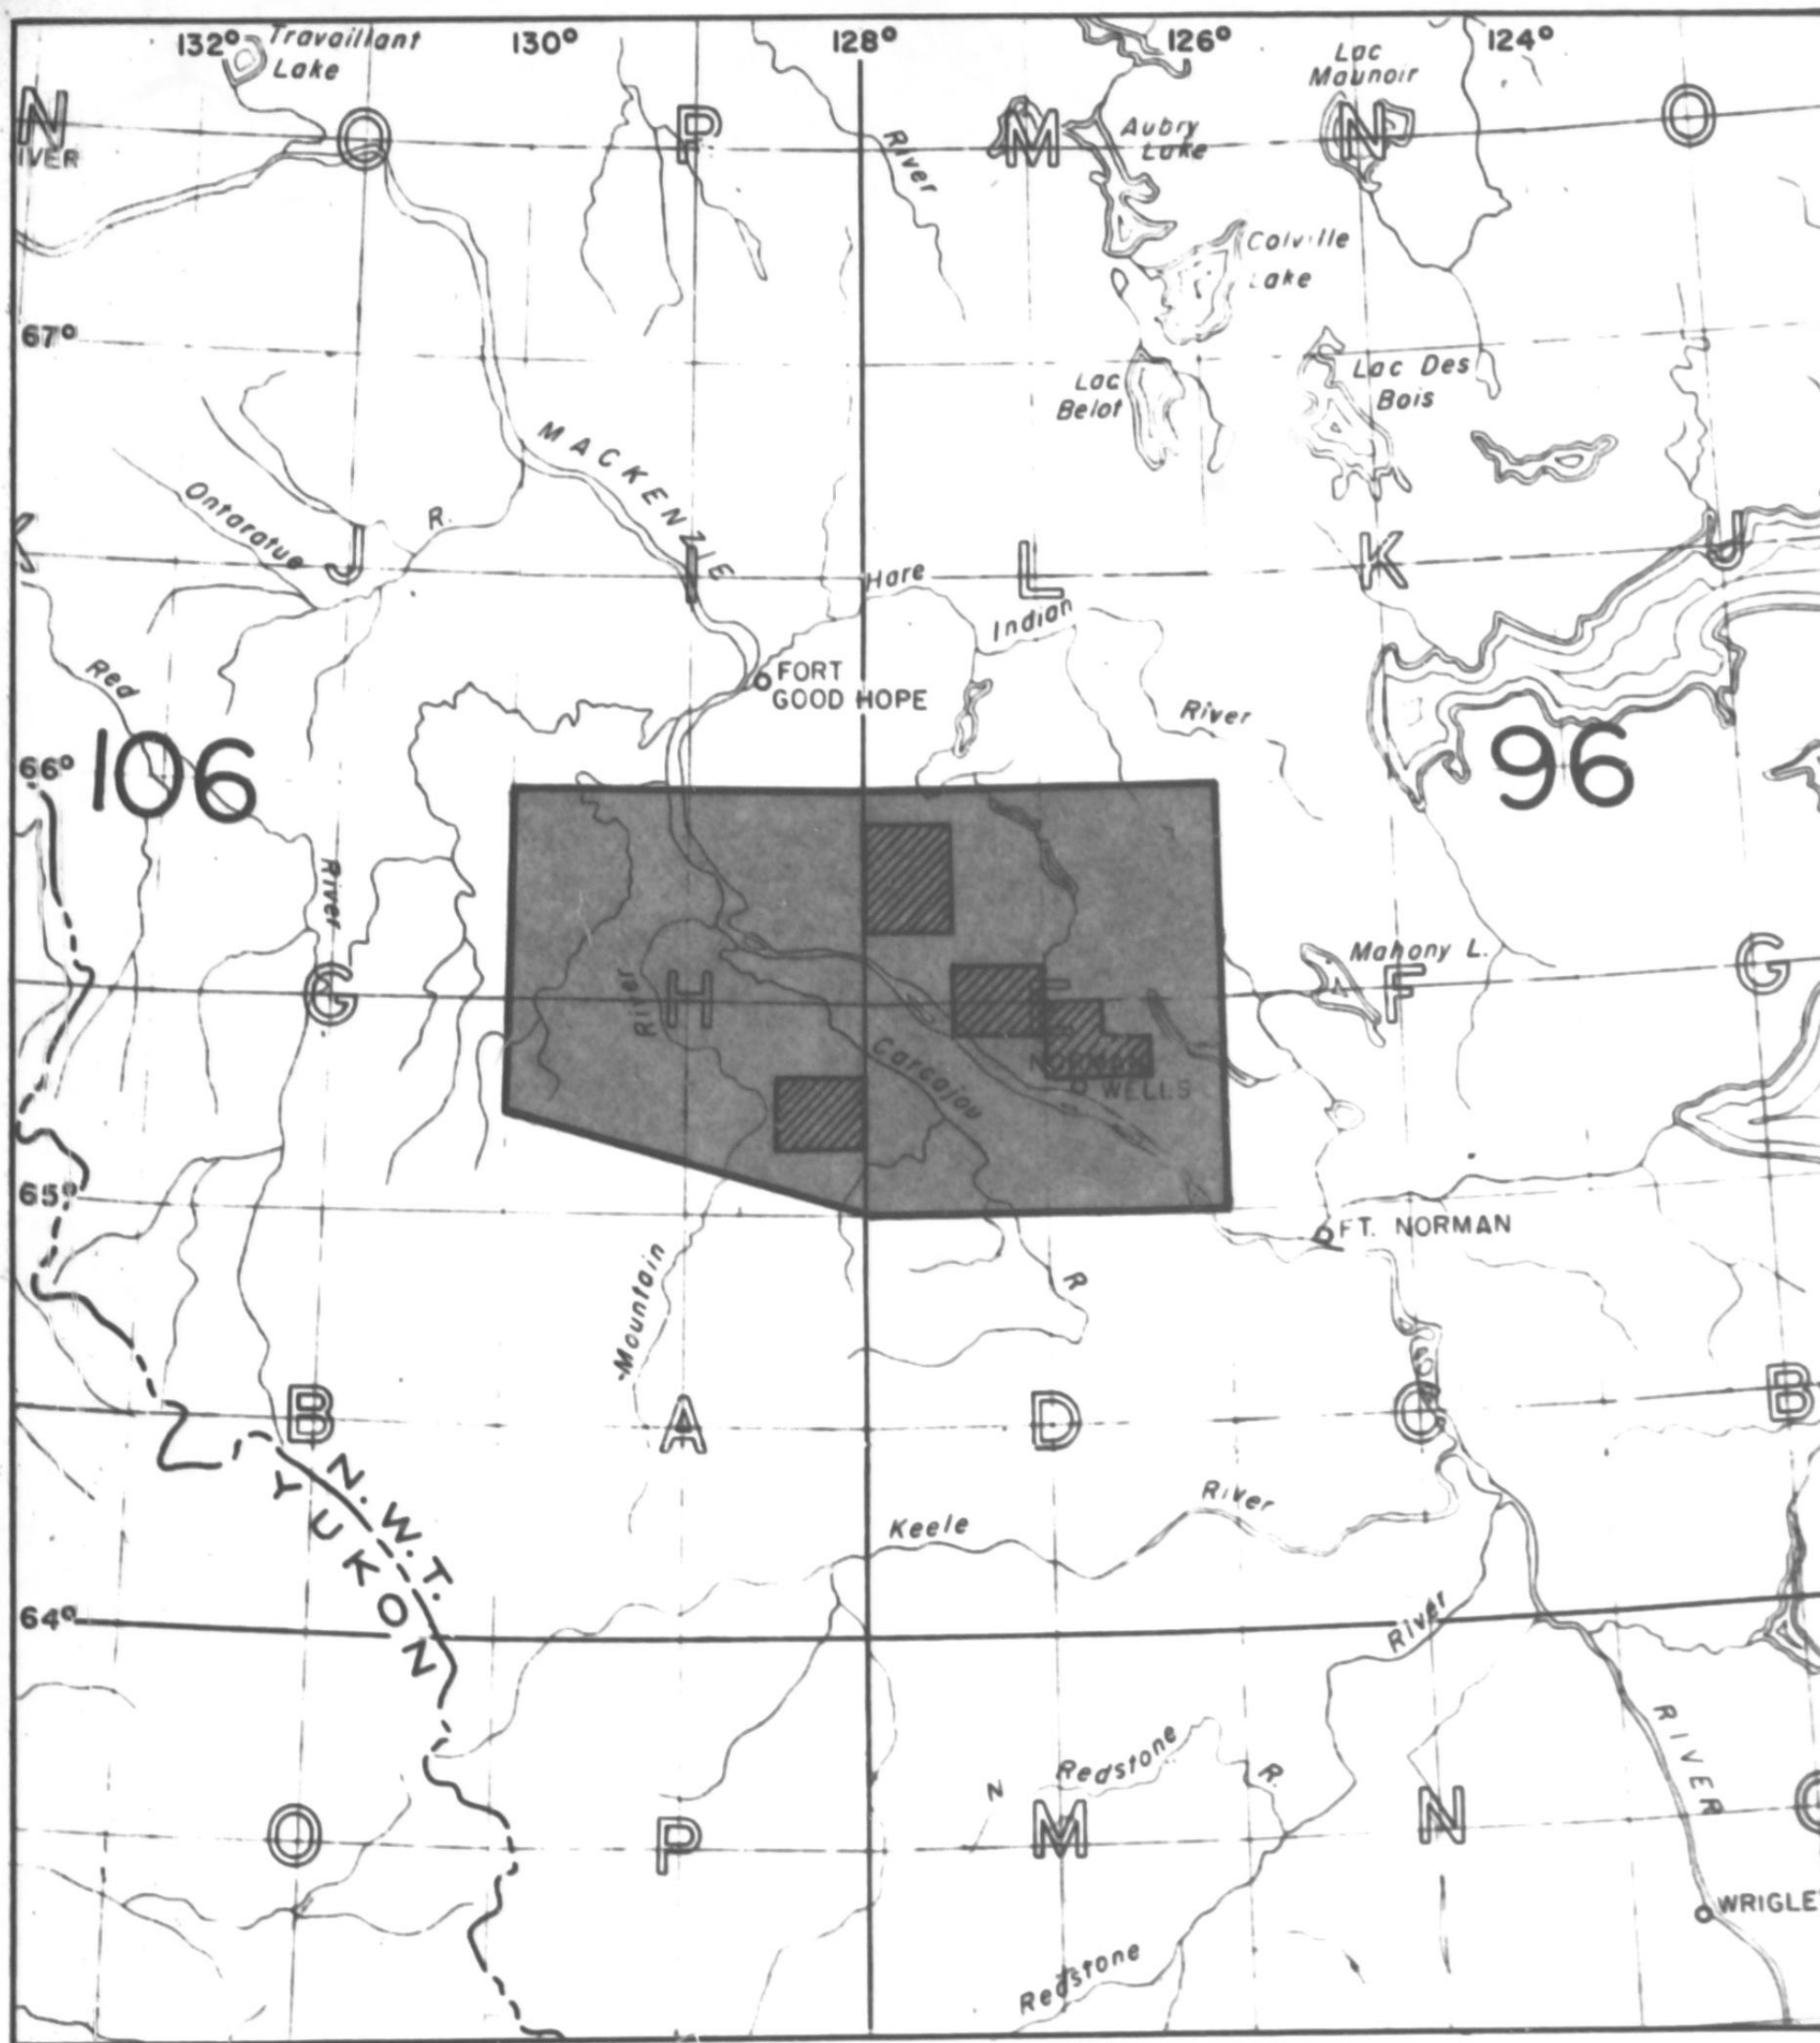 132° Travaillant Lake
130°
128°
126°
124°
Lac
Maunoir
N
IVER
O
P
River
M
Aubry
Lake
N
O
Colville
Lake
67°
Lac
Belot
Lac Des
Bois
MACKENZIE
Ontaratue
R.
J
I
Hare
L
Indian
K
J
K
Red
FORT
GOOD HOPE
River
66°
106
96
River
G
River
H
E
Mahony L.
F
G
Carcajou
NORMAN
WELLS
65°
FT. NORMAN
Mountain
R
B
A
D
C
B
N.W.T.
YUKON
Keele
River
64°
River
RIVER
Redstone
R.
N
O
P
M
N
WRIGLE
Redstone